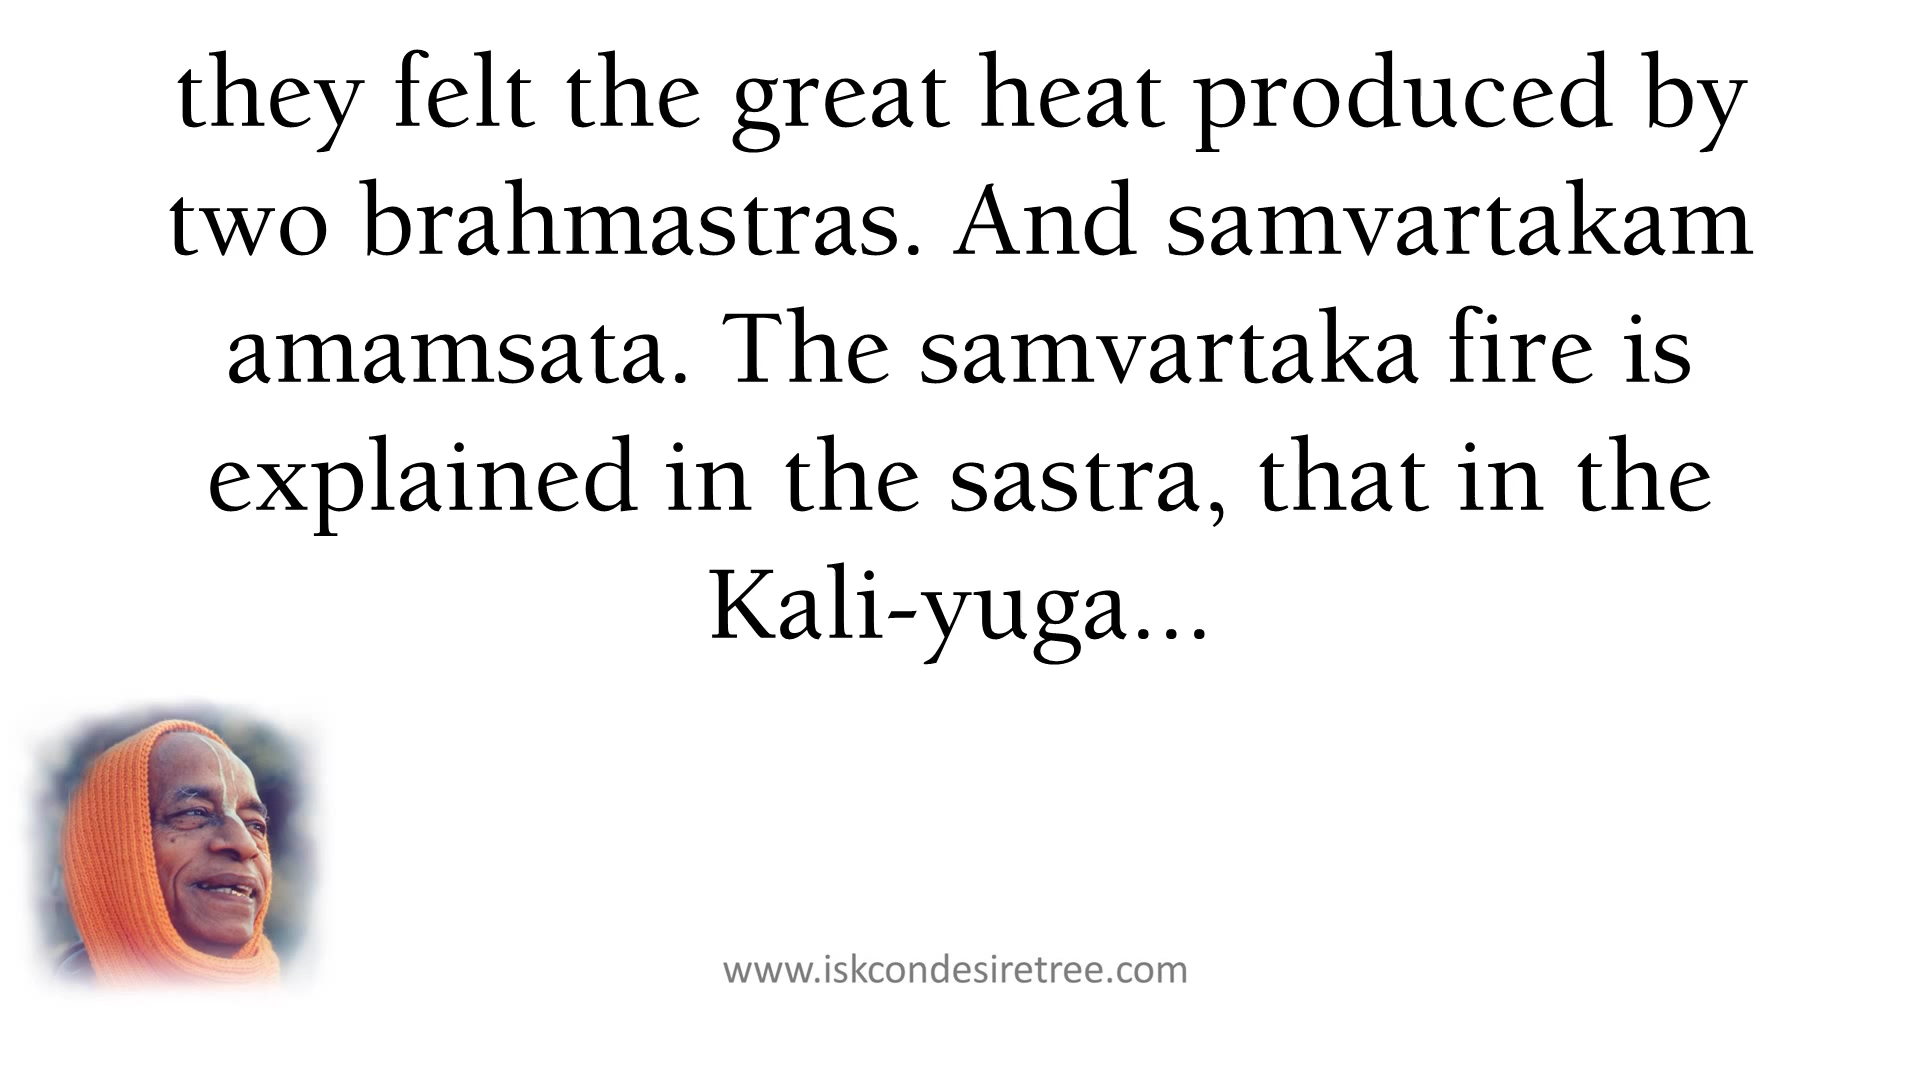 they felt the great heat produced by
two brahmastras. And samvartakam
amamsata. The samvartaka fire is
explained in the sastra, that in the
Kali-yuga...
www.iskcondesiretree.com